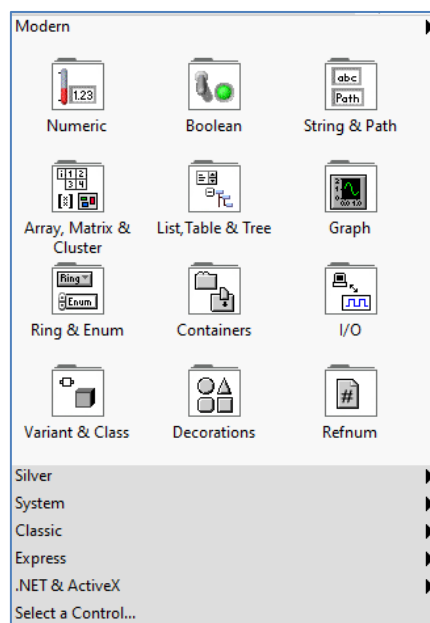 Modern
1.23
abc
Path
Numeric
Boolean
String & Path
Array, Matrix &
Cluster
List,Table & Tree
Graph
Ring
Enum
Ring & Enum
Containers
I/O
#
Variant & Class
Decorations
Refnum
Silver
System
Classic
Express
.NET & ActiveX
Select a Control...